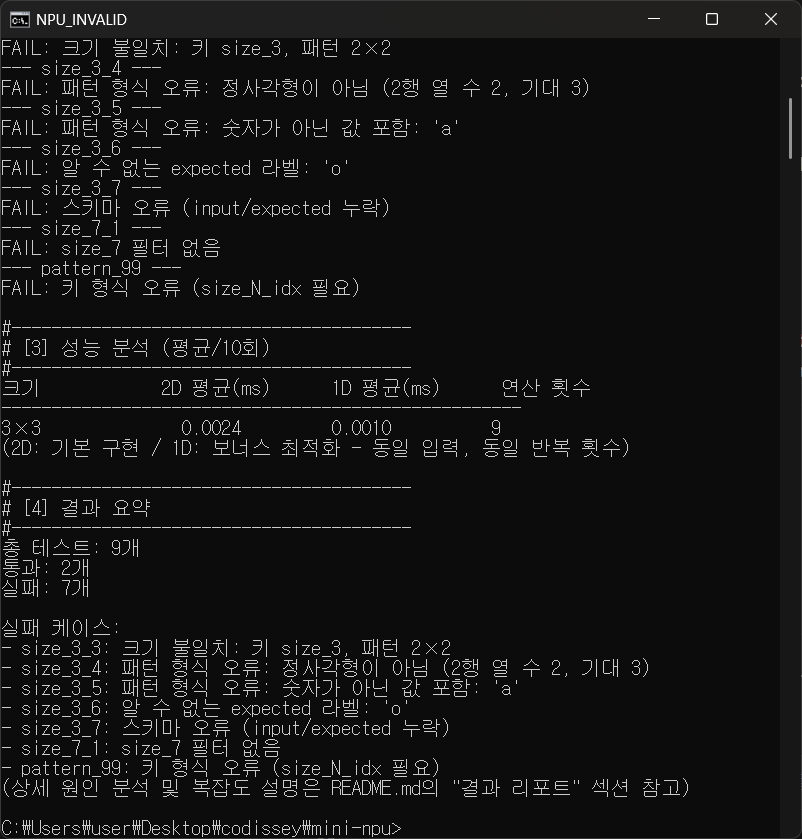 NPU_INVALID
FAIL: 크기 불일치: 키 size_3, 패턴 2×2
--- size_3_4 ---
FAIL: 패턴 형식 오류: 정사각형이 아님 (2행 열 수 2, 기대 3)
--- size_3_5 ---
FAIL: 패턴 형식 오류: 숫자가 아닌 값 포함: 'a'
--- size_3_6 ---
FAIL: 알 수 없는 expected 라벨: 'o'
--- size_3_7 ---
FAIL: 스키마 오류 (input/expected 누락)
--- size_7_1 ---
FAIL: size_7 필터 없음
--- pattern_99 ---
FAIL: 키 형식 오류 (size_N_idx 필요)
#----------------------------------------
# [3] 성능 분석 (평균/10회)
#----------------------------------------
크기 2D 평균(ms) 1D 평균(ms) 연산 횟수
----------------------------------------------------
3×3 0.0024 0.0010 9
(2D: 기본 구현 / 1D: 보너스 최적화 - 동일 입력, 동일 반복 횟수)
#----------------------------------------
# [4] 결과 요약
#----------------------------------------
총 테스트: 9개
통과: 2개
실패: 7개
실패 케이스:
- size_3_3: 크기 불일치: 키 size_3, 패턴 2×2
- size_3_4: 패턴 형식 오류: 정사각형이 아님 (2행 열 수 2, 기대 3)
- size_3_5: 패턴 형식 오류: 숫자가 아닌 값 포함: 'a'
- size_3_6: 알 수 없는 expected 라벨: 'o'
- size_3_7: 스키마 오류 (input/expected 누락)
- size_7_1: size_7 필터 없음
- pattern_99: 키 형식 오류 (size_N_idx 필요)
(상세 원인 분석 및 복잡도 설명은 README.md의 "결과 리포트" 섹션 참고)
C:₩Users₩user₩Desktop₩codissey₩mini-npu>